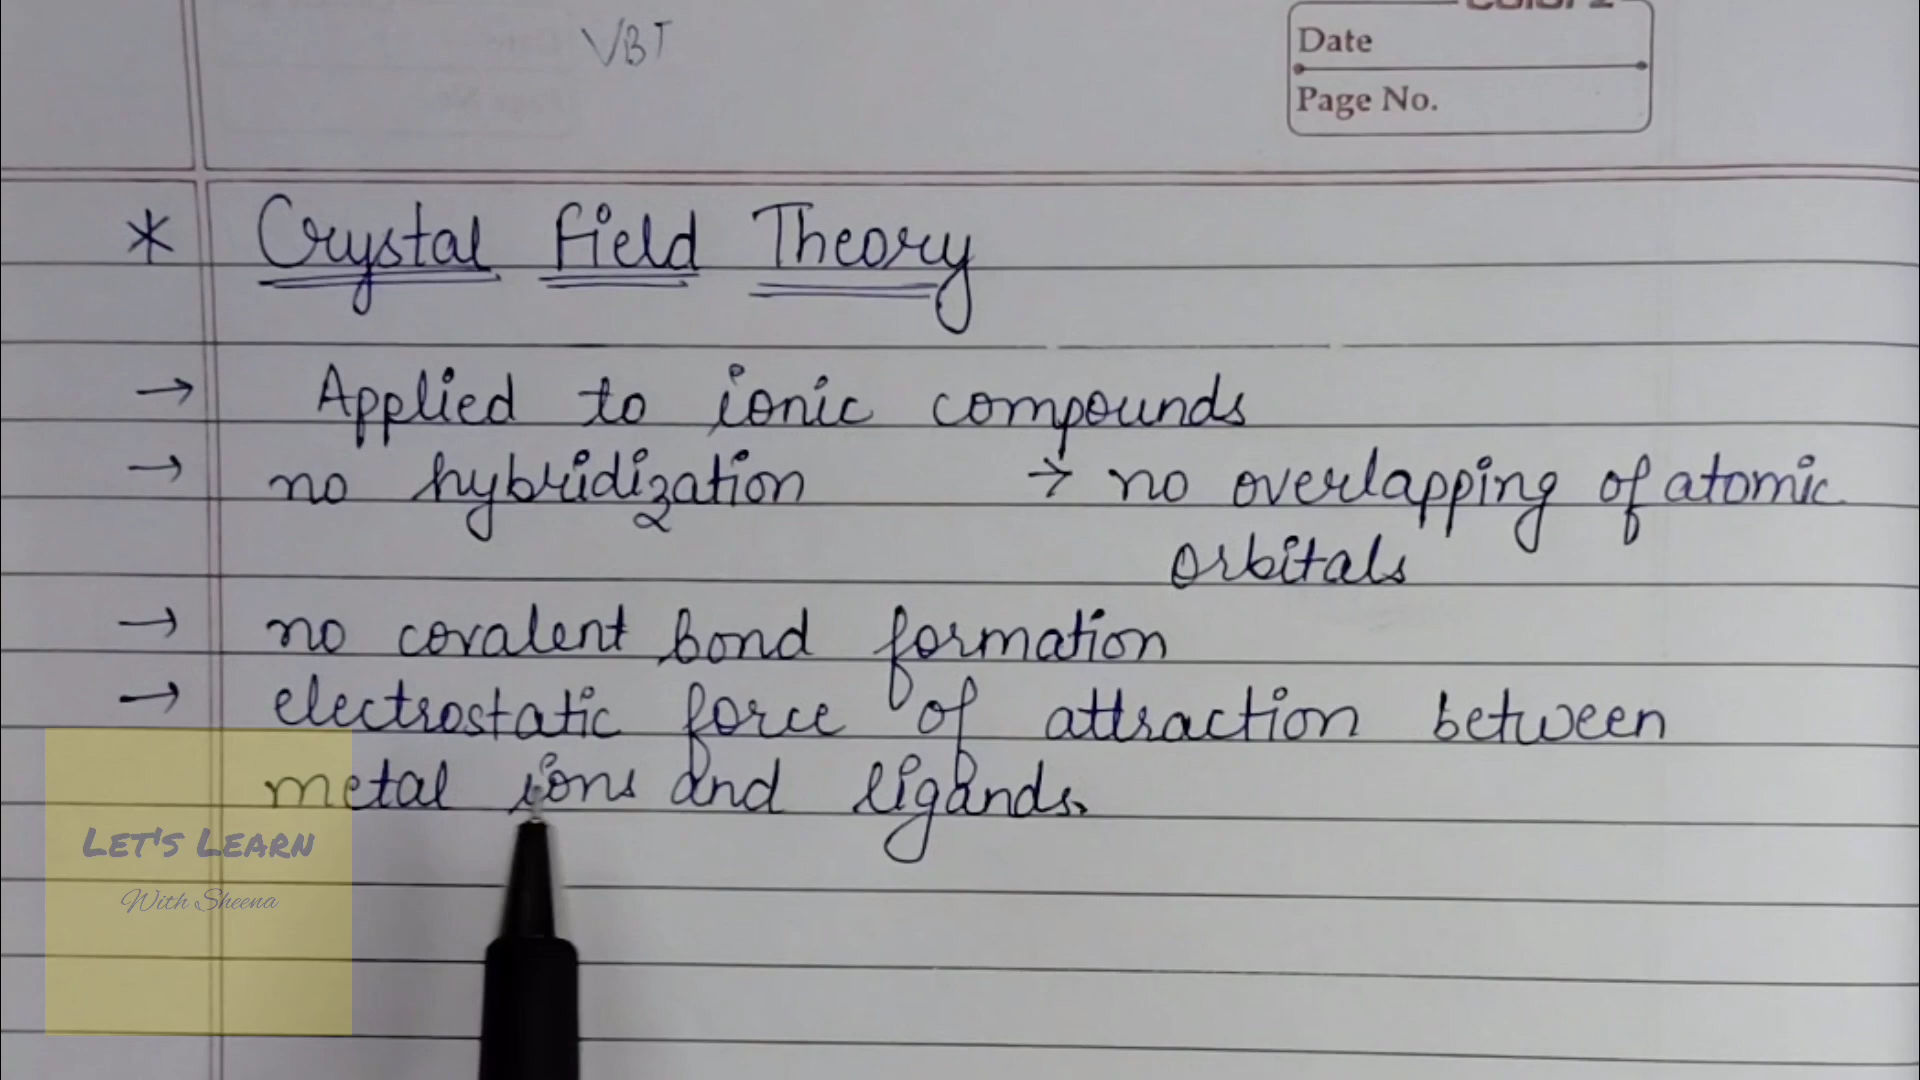 VBT
Date
Page No.
* Crystal Field Theory
→ Applied to ionic compounds
→ no hybridization → no overlapping of atomic
orbitals
→ no covalent bond formation
→ electrostatic force of attraction between
metal ions and ligands.
LET'S LEARN
With Sheena